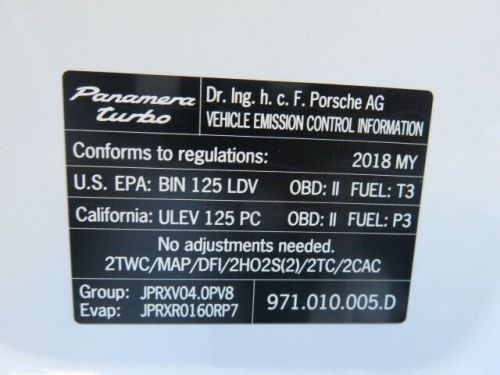 Panamera
turbo
Dr. Ing. h. c. F. Porsche AG
VEHICLE EMISSION CONTROL INFORMATION
Conforms to regulations: 2018 MY
U.S. EPA: BIN 125 LDV OBD: II FUEL: T3
California: ULEV 125 PC OBD: II FUEL: P3
No adjustments needed.
2TWC/MAP/DFI/2HO2S(2)/2TC/2CAC
Group: JPRXV04.0PV8
Evap: JPRXR0160RP7
971.010.005.D